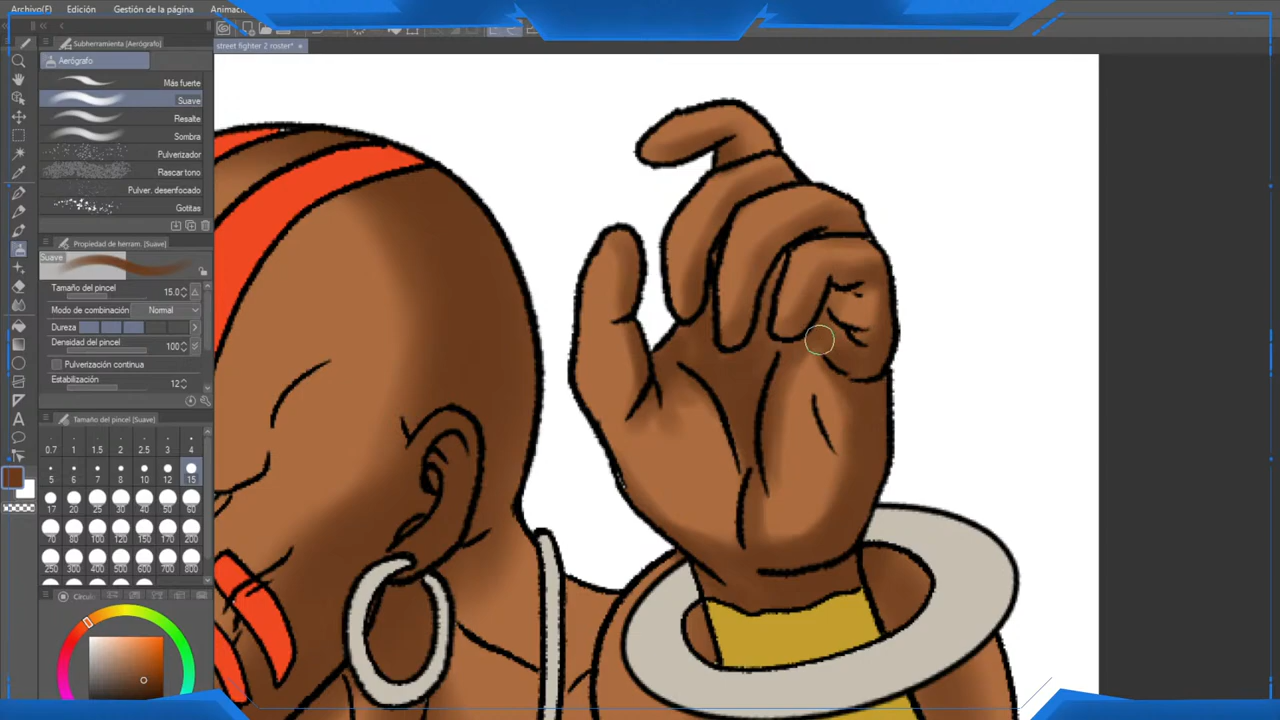 Archivo(F) Edición Gestión de la página Animació
Subherramienta (Aerógrafo)
street fighter 2 roster*
Aerógrafo
Más fuerte
Suave
Resalte
Sombra
Pulverizador
Rascar tono
Pulver. desenfocado
Gotitas
Propiedad de herram. [Suave]
Suave
Tamaño del pincel 15.0
Modo de combinación Normal
Dureza
Densidad del pincel 100
Pulverización continua
Estabilización 12
Tamaño del pincel [Suave]
0.7 1 1.5 2 2.5 3 4
5 6 7 8 10 12 15
17 20 25 30 40 50 60
70 80 100 120 150 170 200
250 300 400 500 600 700 800
Círcul